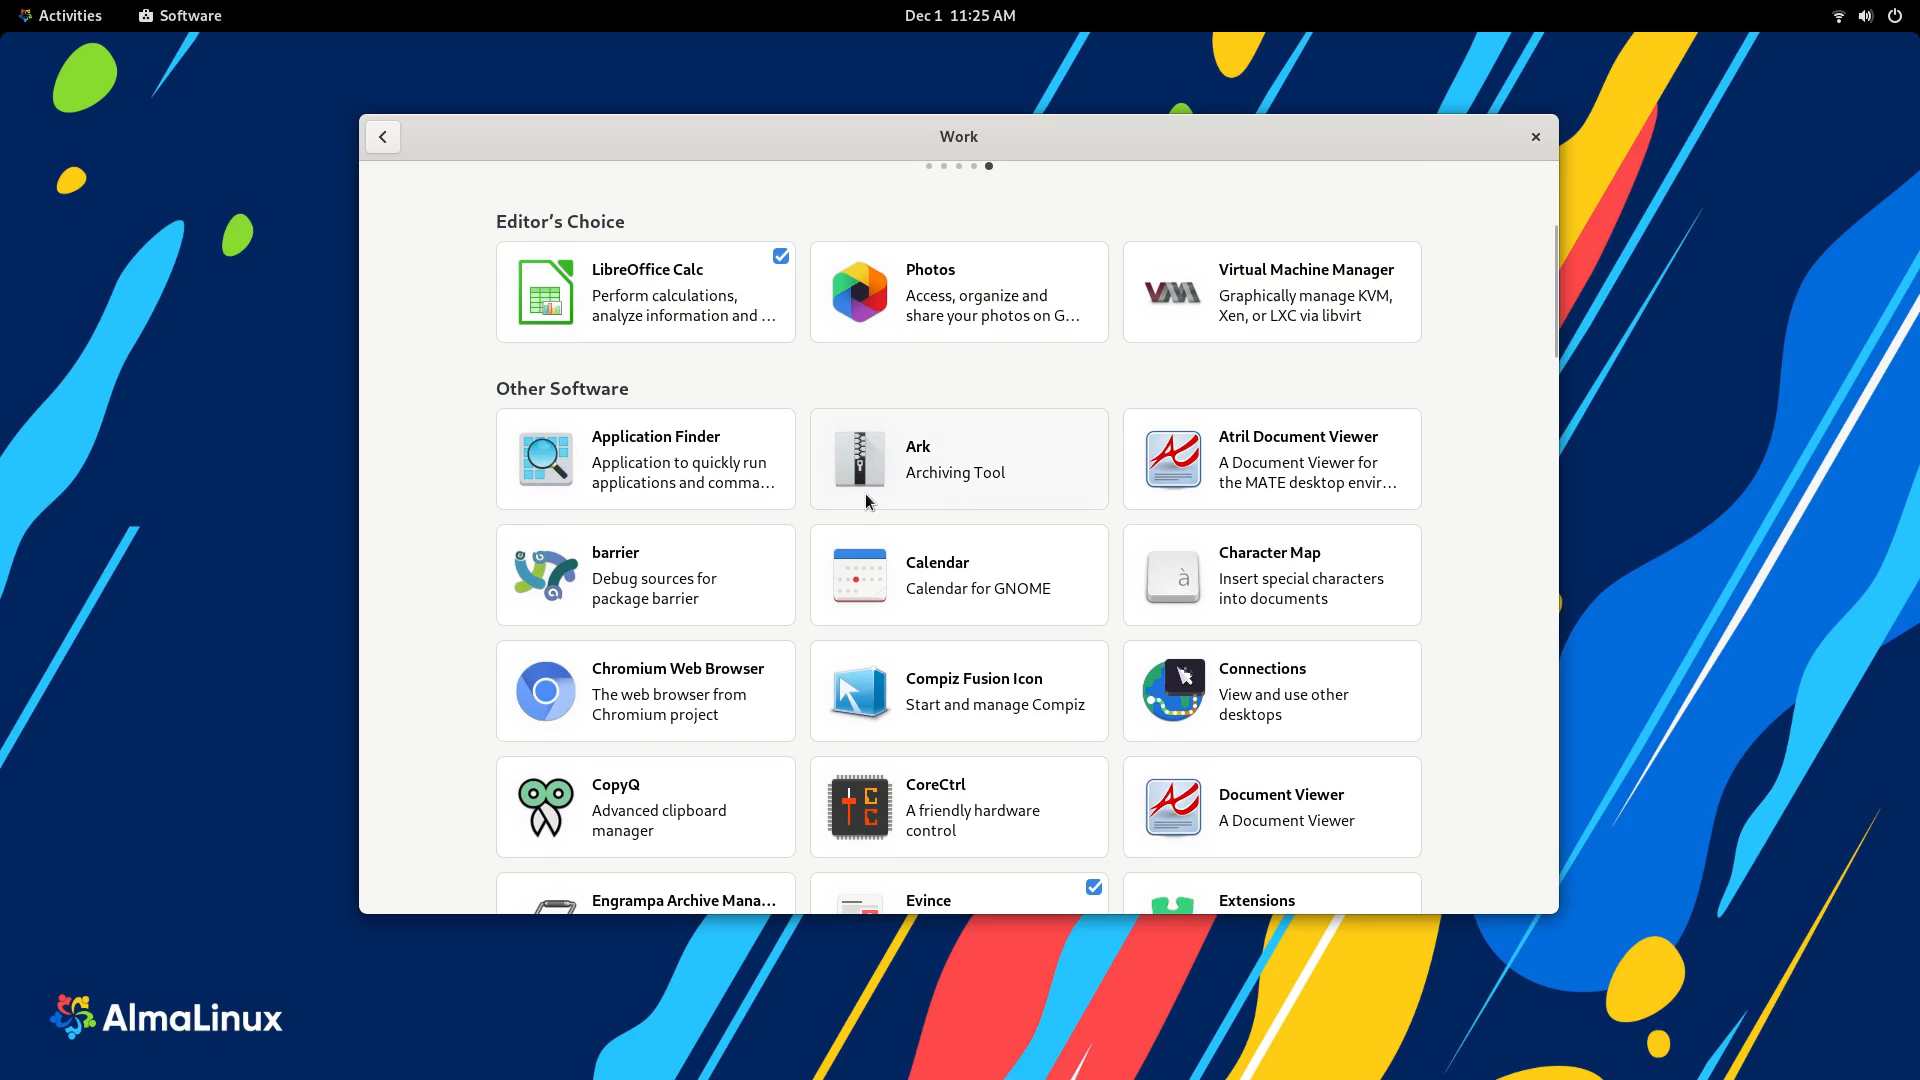 Activities
Software
Dec 1 11:25 AM
Work
Editor’s Choice
LibreOffice Calc
Perform calculations,
analyze information and …
Photos
Access, organize and
share your photos on G…
Virtual Machine Manager
Graphically manage KVM,
Xen, or LXC via libvirt
Other Software
Application Finder
Application to quickly run
applications and comma…
Ark
Archiving Tool
Atril Document Viewer
A Document Viewer for
the MATE desktop envir…
barrier
Debug sources for
package barrier
Calendar
Calendar for GNOME
à
Character Map
Insert special characters
into documents
Chromium Web Browser
The web browser from
Chromium project
Compiz Fusion Icon
Start and manage Compiz
Connections
View and use other
desktops
CopyQ
Advanced clipboard
manager
CoreCtrl
A friendly hardware
control
Document Viewer
A Document Viewer
Engrampa Archive Mana…
Evince
Extensions
AlmaLinux